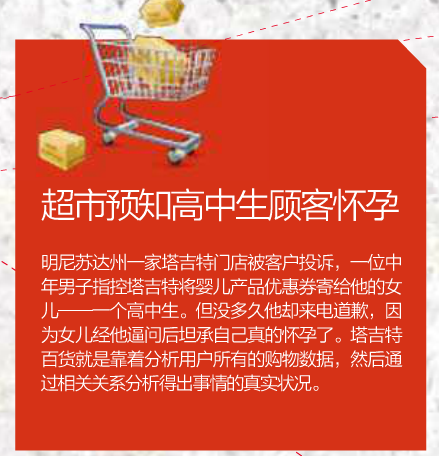 超市预知高中生顾客怀孕
明尼苏达州一家塔吉特门店被客户投诉，一位中
年男子指控塔吉特将婴儿产品优惠券寄给他的女
儿——一个高中生。但没多久他却来电道歉，因
为女儿经他逼问后坦承自己真的怀孕了。塔吉特
百货就是靠着分析用户所有的购物数据，然后通
过相关关系分析得出事情的真实状况。